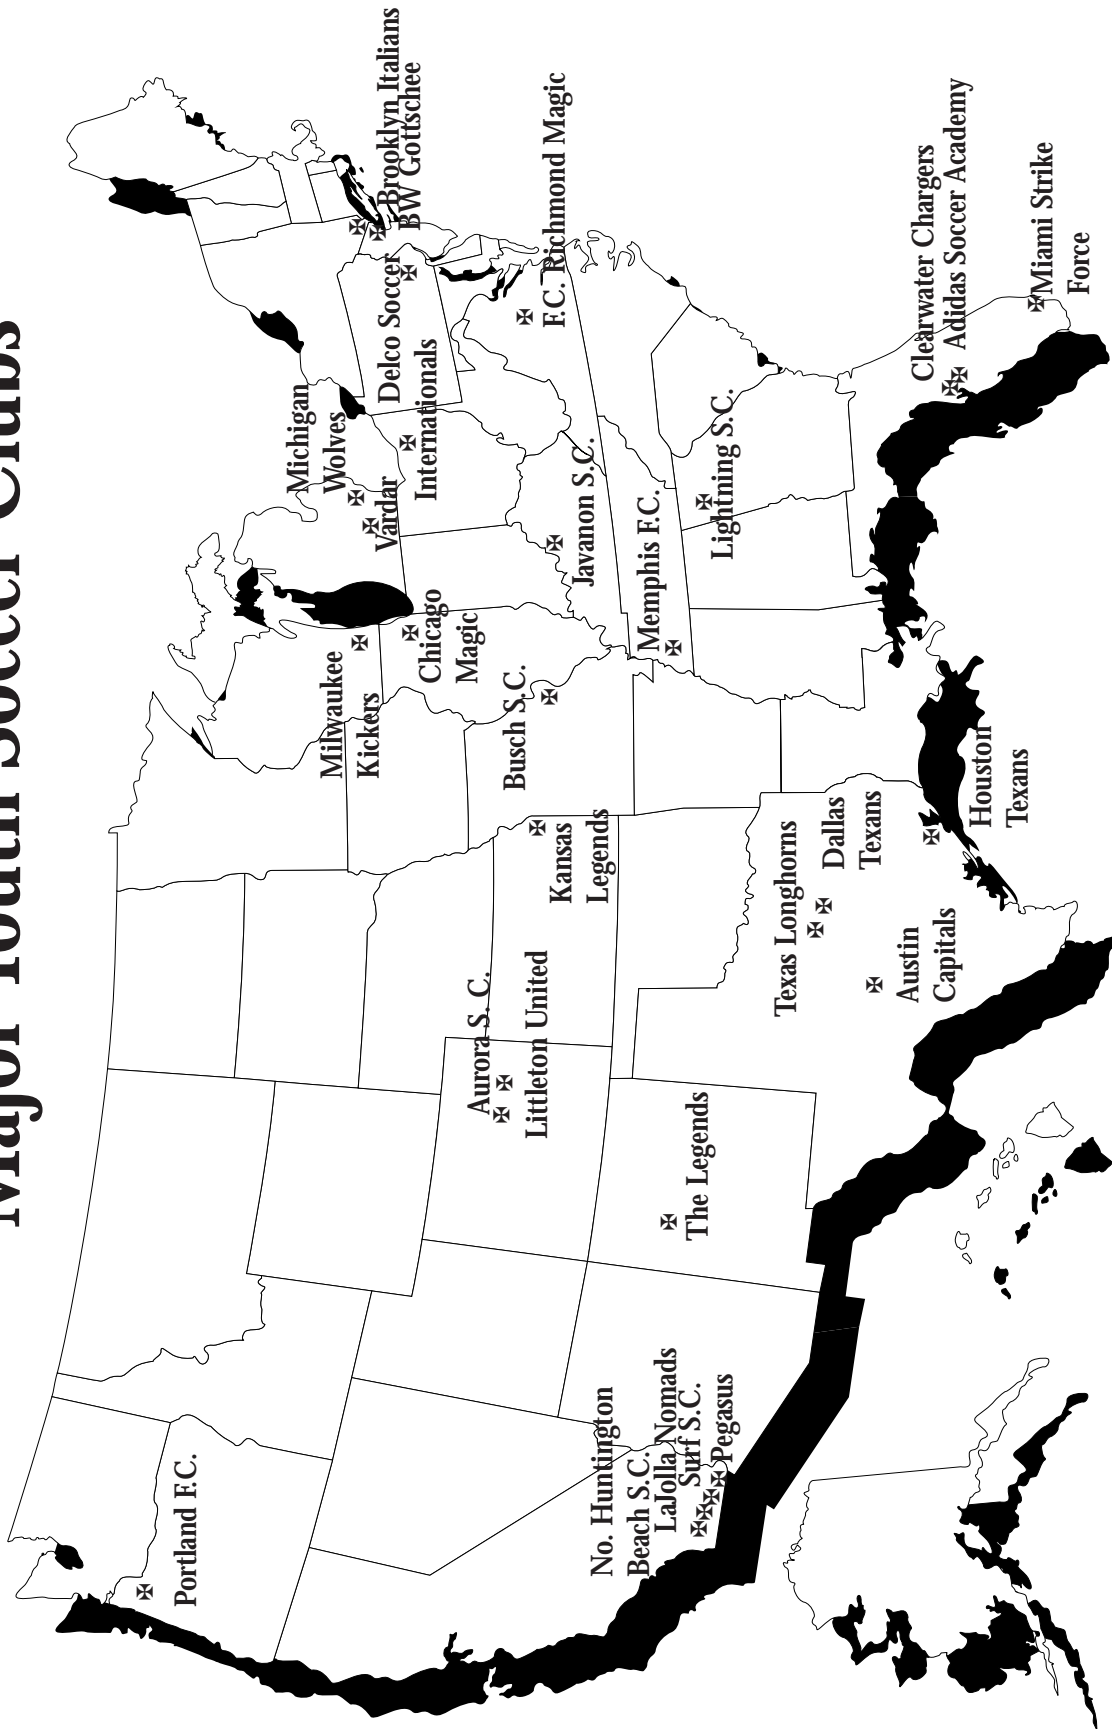 Major Youth Soccer Clubs
Portland F.C.
No. Huntington
Beach S.C.
LaJolla Nomads
Surf S.C.
Pegasus
The Legends
Aurora S. C.
Littleton United
Kansas
Legends
Texas Longhorns
Dallas
Texans
Austin
Capitals
Houston
Texans
Milwaukee
Kickers
Chicago
Magic
Busch S.C.
Memphis F.C.
Javanon S.C.
Lightning S.C.
Michigan
Wolves
Vardar
Internationals
Delco Soccer
Brooklyn Italians
BW Gottschee
F.C. Richmond Magic
Clearwater Chargers
Adidas Soccer Academy
Miami Strike
Force